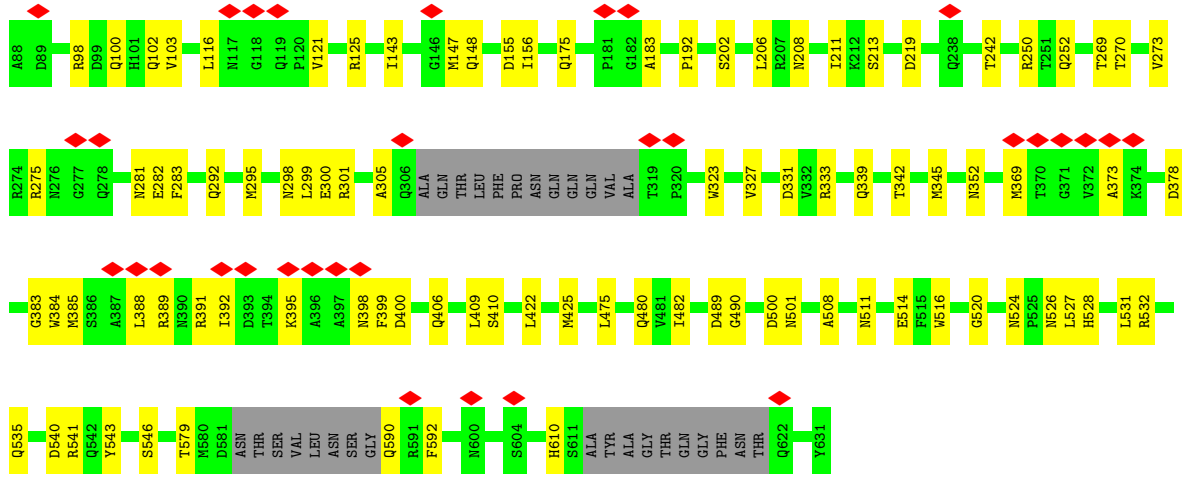 A88 D89 R98 D99 Q100 H101 Q102 V103 L116 N117 G118 Q119 P120 V121 R125 I143 G146 M147 Q148 D155 I156 Q175 P181 G182 A183 P192 S202 L206 R207 N208 I211 K212 S213 D219 Q238 T242 R250 T251 Q252 T269 T270 V273
R274 R275 N276 G277 Q278 N281 E282 F283 Q292 M295 N298 L299 E300 R301 A305 Q306 ALA GLN THR LEU PHE PRO ASN GLN GLN GLN VAL ALA T319 P320 W323 V327 D331 V332 R333 Q339 T342 M345 N352 M369 T370 G371 V372 A373 K374 D378
G383 W384 M385 S386 A387 L388 R389 N390 R391 I392 D393 T394 K395 A396 A397 N398 F399 D400 Q406 L409 S410 L422 M425 L475 Q480 V481 I482 D489 G490 D500 N501 A508 N511 E514 F515 W516 G520 N524 P525 N526 L527 H528 L531 R532
Q535 D540 R541 Q542 Y543 S546 T579 M580 D581 ASN THR SER VAL LEU ASN SER GLY Q590 R591 F592 N600 S604 H610 S611 ALA TYR ALA GLY THR GLN GLY PHE ASN THR Q622 Y631